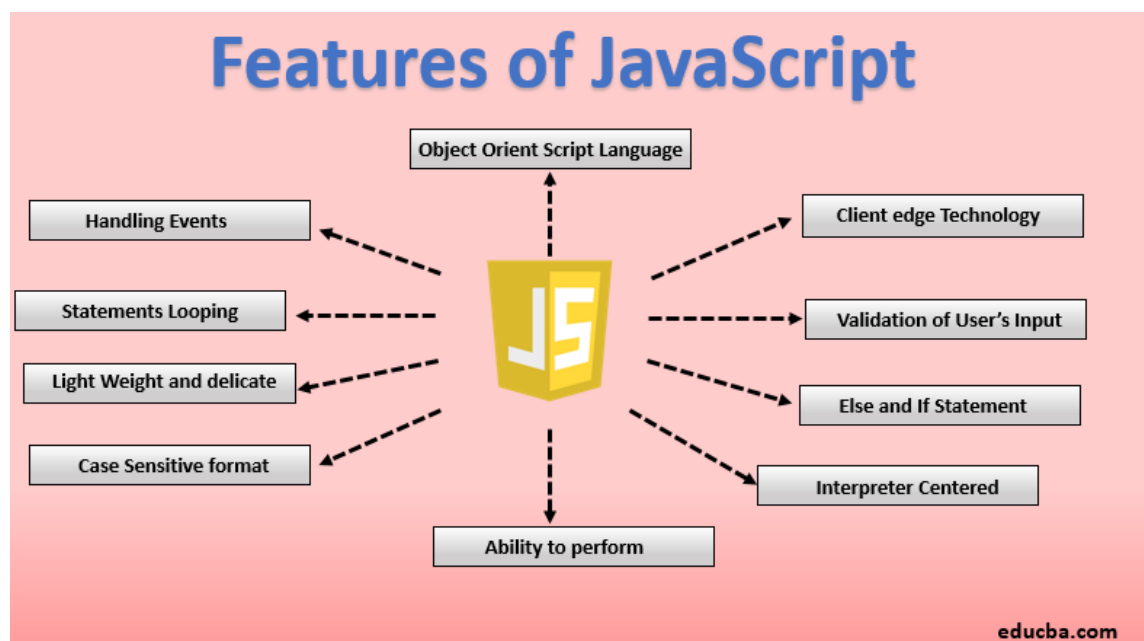 Features of JavaScript
Object Orient Script Language
Handling Events
Client edge Technology
Statements Looping
Validation of User’s Input
Light Weight and delicate
Else and If Statement
Case Sensitive format
Interpreter Centered
Ability to perform
JS
educba.com